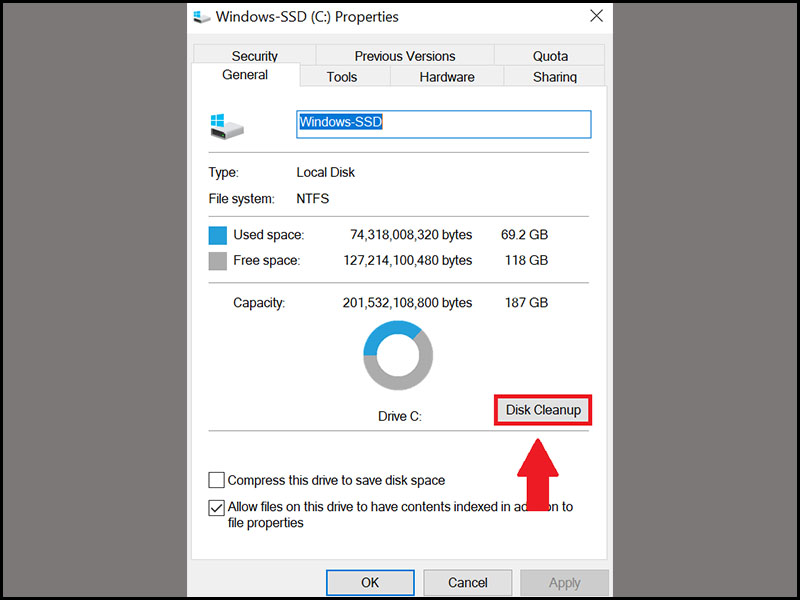 Windows-SSD (C:) Properties
Security Previous Versions Quota
General Tools Hardware Sharing
Windows-SSD
Type: Local Disk
File system: NTFS
Used space: 74,318,008,320 bytes 69.2 GB
Free space: 127,214,100,480 bytes 118 GB
Capacity: 201,532,108,800 bytes 187 GB
Drive C:
Disk Cleanup
Compress this drive to save disk space
Allow files on this drive to have contents indexed in addition to
file properties
OK Cancel Apply